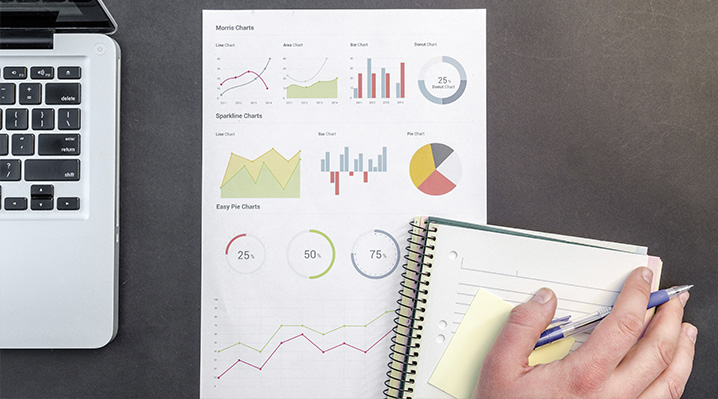 Morris Charts
Line Chart Area Chart Bar Chart Donut Chart
25%
Donut Chart
Sparkline Charts
Line Chart Bar Chart Pie Chart
Easy Pie Charts
25% 50% 75%
delete
return
shift